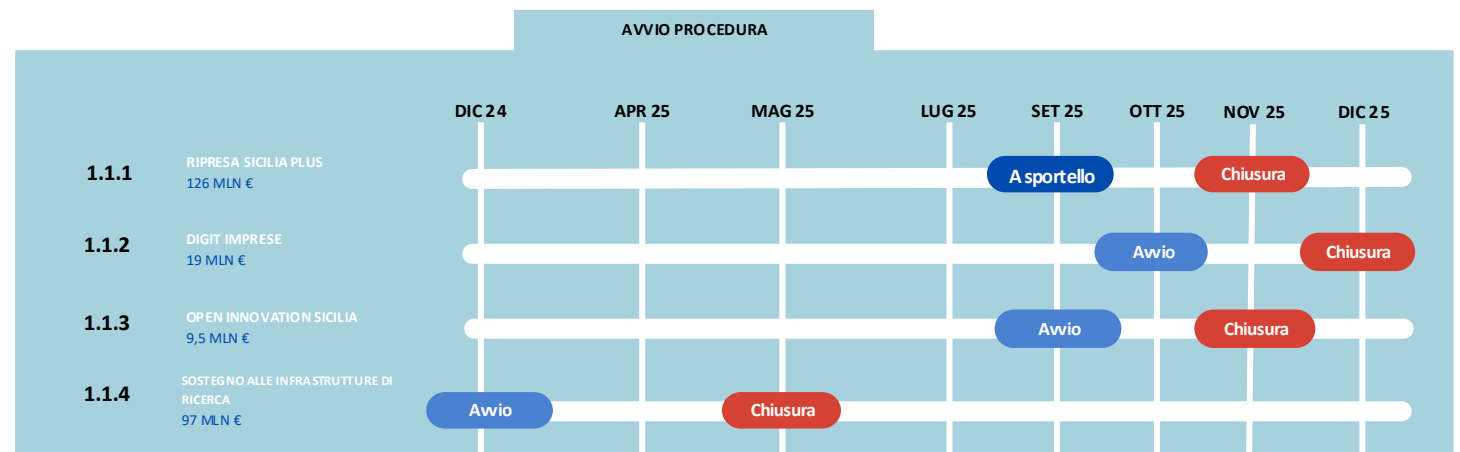 AVVIO PROCEDURA
DIC 24 APR 25 MAG 25 LUG 25 SET 25 OTT 25 NOV 25 DIC 25
1.1.1 RIPRESA SICILIA PLUS
126 MLN € A sportello Chiusura
1.1.2 DIGIT IMPRESE
19 MLN € Avvio Chiusura
1.1.3 OPEN INNOVATION SICILIA
9,5 MLN € Avvio Chiusura
1.1.4 SOSTEGNO ALLE INFRASTRUTTURE DI
RICERCA
97 MLN € Avvio Chiusura